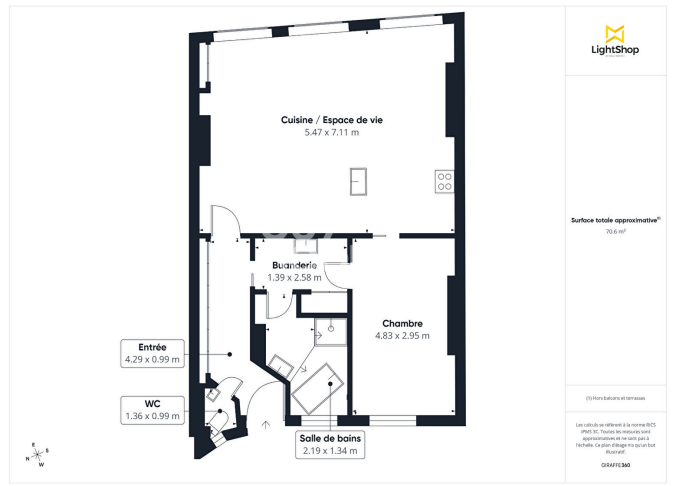 LightShop
Cuisine / Espace de vie
5.47 x 7.11 m
Surface totale approximative⁽¹⁾
70.6 m²
Buanderie
1.39 x 2.58 m
Chambre
4.83 x 2.95 m
Entrée
4.29 x 0.99 m
WC
1.36 x 0.99 m
Salle de bains
2.19 x 1.34 m
(1) Hors balcons et terrasses
Les calculs se réfèrent à la norme RICS
IPMS 3C. Toutes les mesures sont
approximatives et ne sont pas à
l'échelle. Ce plan d'étage n'a qu'un but
illustratif.
GIRAFFE360
E
S
N
W